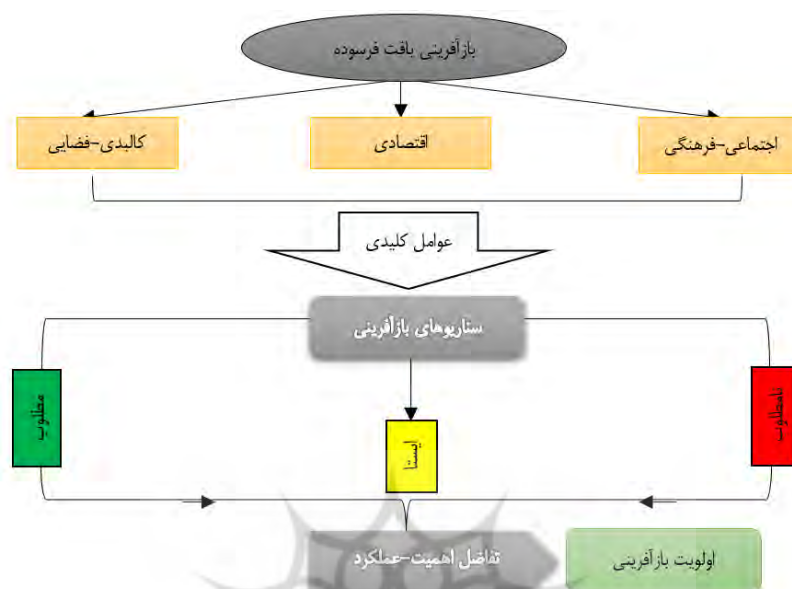 بازآفرینی بافت فرسوده
اجتماعی-فرهنگی
اقتصادی
کالبدی-فضایی
عوامل کلیدی
سناریوهای بازآفرینی
نامطلوب
ایستا
مطلوب
تفاضل اهمیت-عملکرد
اولویت بازآفرینی